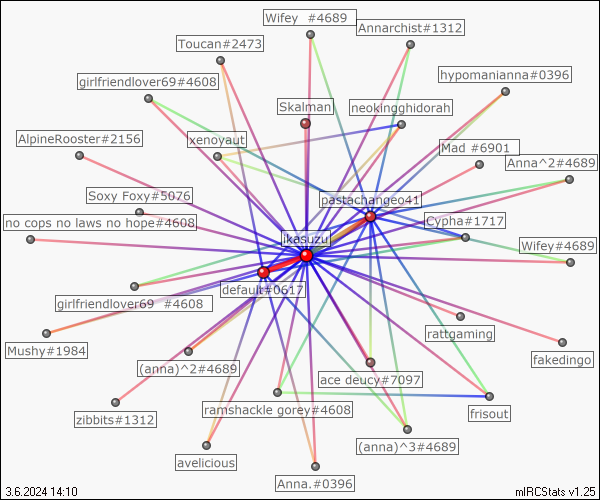 Wifey #4689
Annarchist#1312
Toucan#2473
hypomanianna#0396
girlfriendlover69#4608
Skalman
neokingghidorah
AlpineRooster#2156
xenoyaut
Mad #6901
Anna^2#4689
Soxy Foxy#5076
pastachangeo41
no cops no laws no hope#4608
Cypha#1717
ikasuzu
Wifey#4689
default#0617
girlfriendlover69 #4608
rattgaming
Mushy#1984
fakedingo
(anna)^2#4689
ace deucy#7097
zibbits#1312
ramshackle gorey#4608
frisout
(anna)^3#4689
avelicious
Anna.#0396
3.6.2024 14:10
mIRCStats v1.25